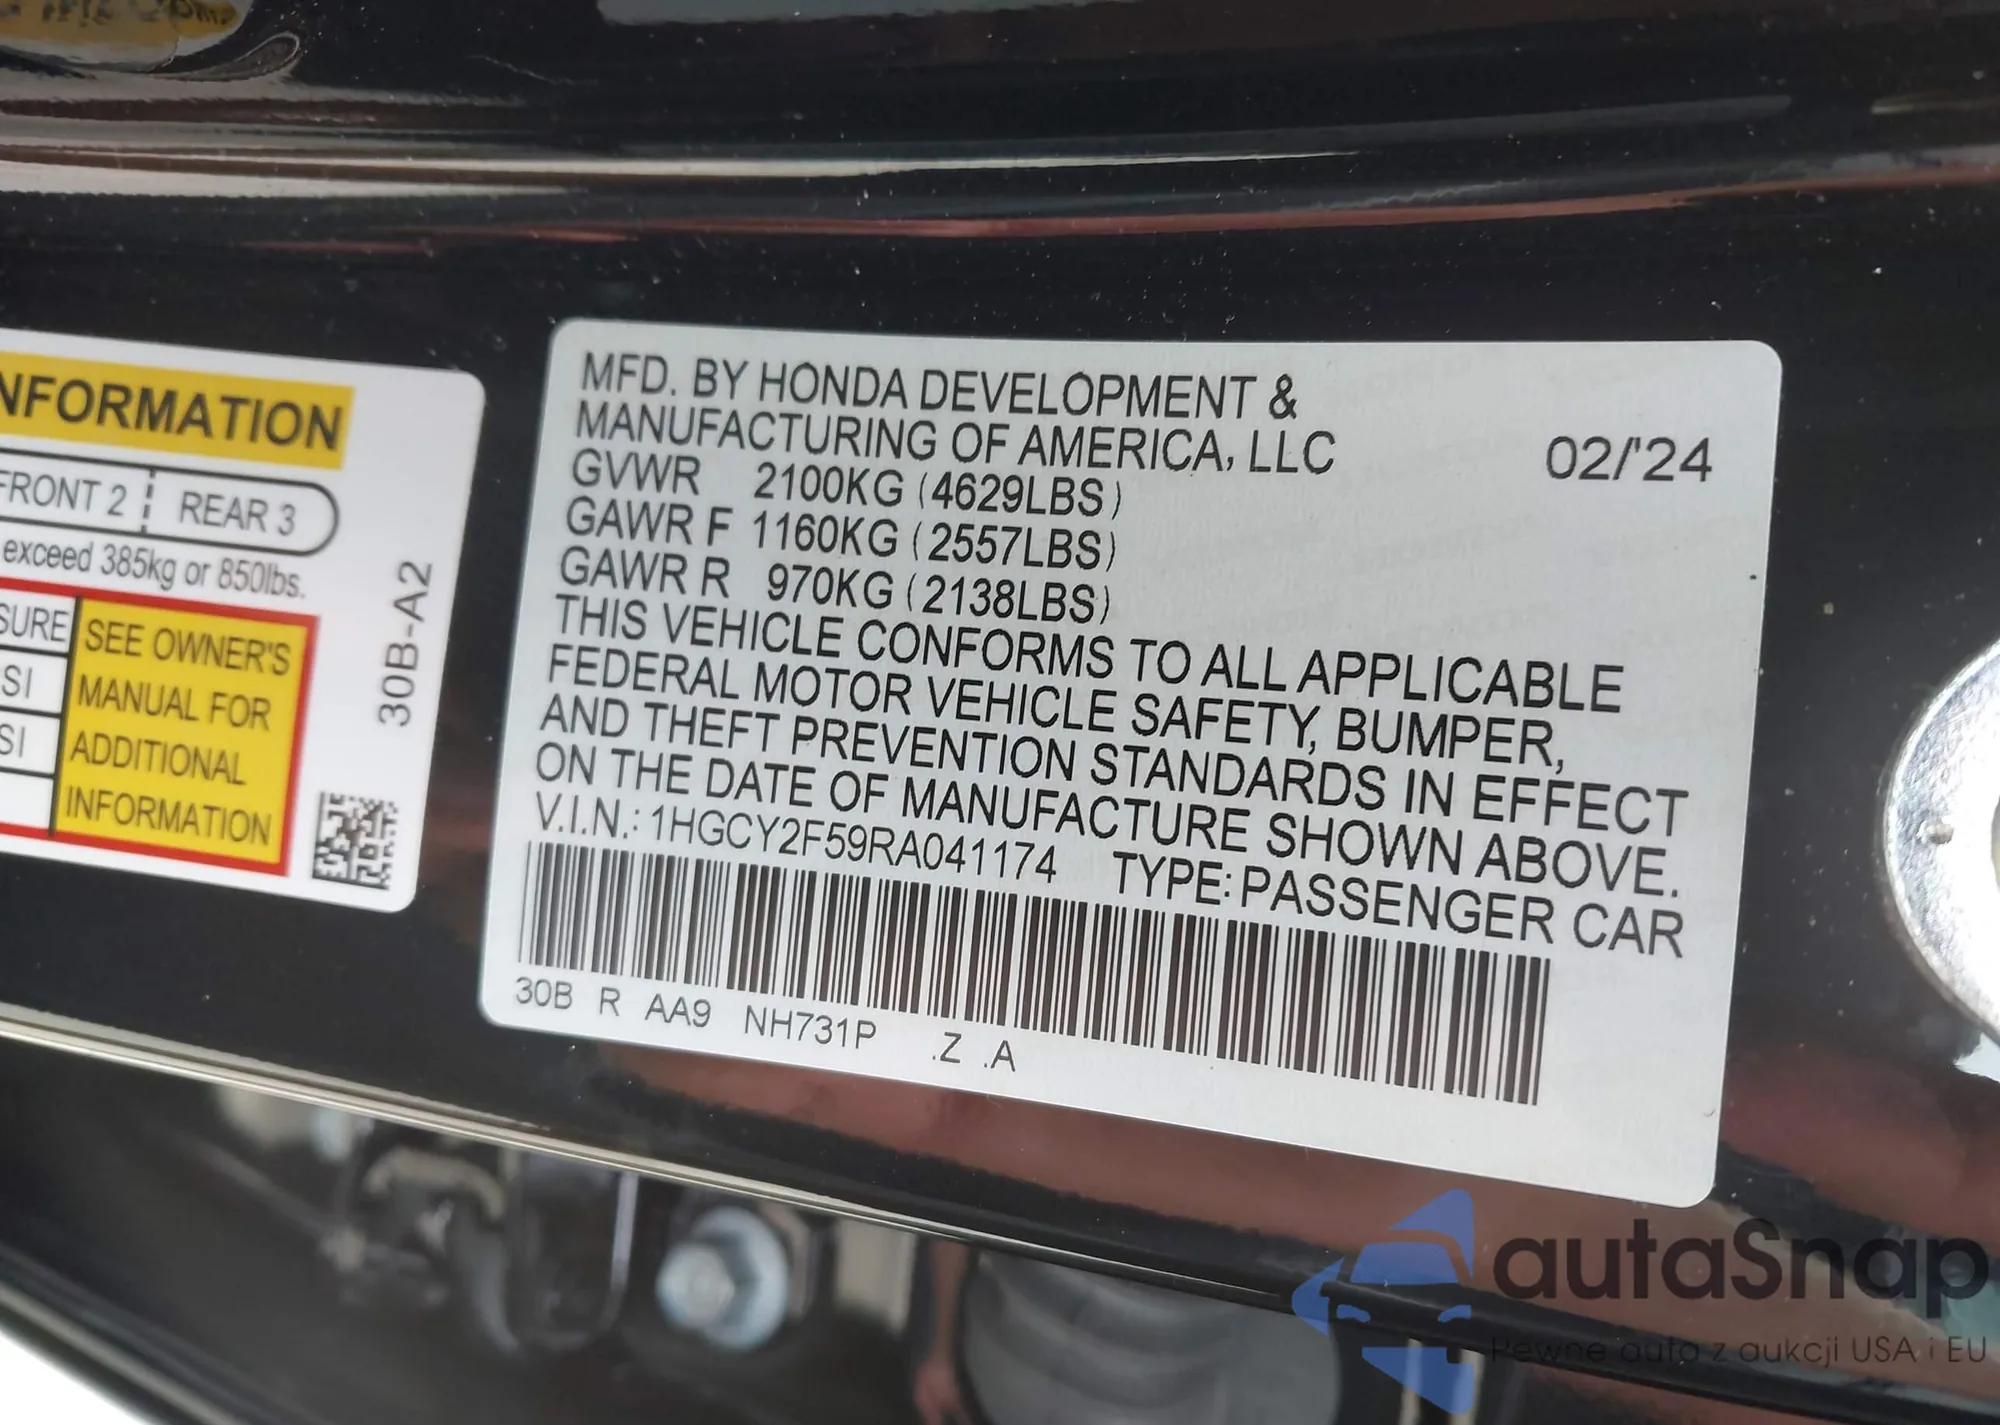 NFORMATION
FRONT 2 REAR 3
exceed 385kg or 850lbs.
SURE
SI
SI
SEE OWNER'S
MANUAL FOR
ADDITIONAL
INFORMATION
30B-A2
MFD. BY HONDA DEVELOPMENT &
MANUFACTURING OF AMERICA, LLC 02/'24
GVWR 2100KG (4629LBS)
GAWR F 1160KG (2557LBS)
GAWR R 970KG (2138LBS)
THIS VEHICLE CONFORMS TO ALL APPLICABLE
FEDERAL MOTOR VEHICLE SAFETY, BUMPER,
AND THEFT PREVENTION STANDARDS IN EFFECT
ON THE DATE OF MANUFACTURE SHOWN ABOVE.
V.I.N.: 1HGCY2F59RA041174 TYPE: PASSENGER CAR
30B R AA9 NH731P .Z .A
autaSnap
Pewne auta z aukcji USA i EU